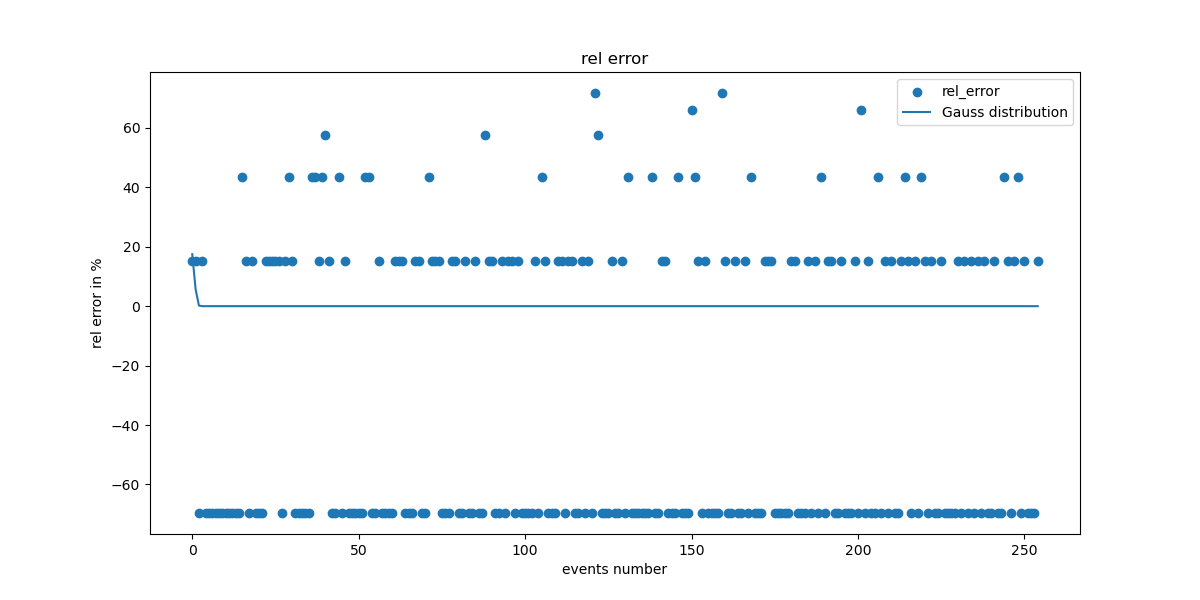 rel error
rel_error
Gauss distribution
60
40
20
0
−20
−40
−60
rel error in %
0
50
100
150
200
250
events number